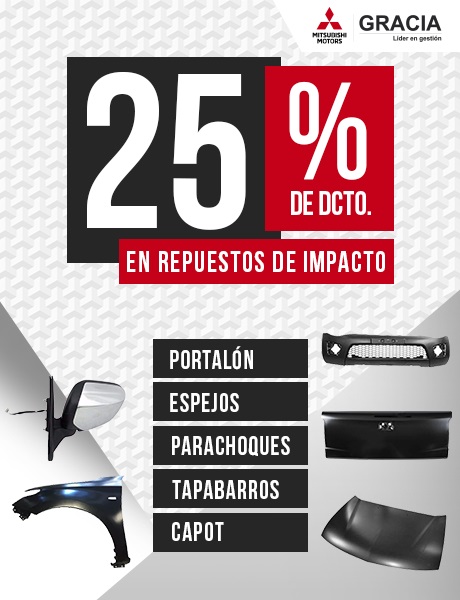 MITSUBISHI
MOTORS
GRACIA
Líder en gestión
25%
DE DCTO.
EN REPUESTOS DE IMPACTO
PORTALÓN
ESPEJOS
PARACHOQUES
TAPABARROS
CAPOT